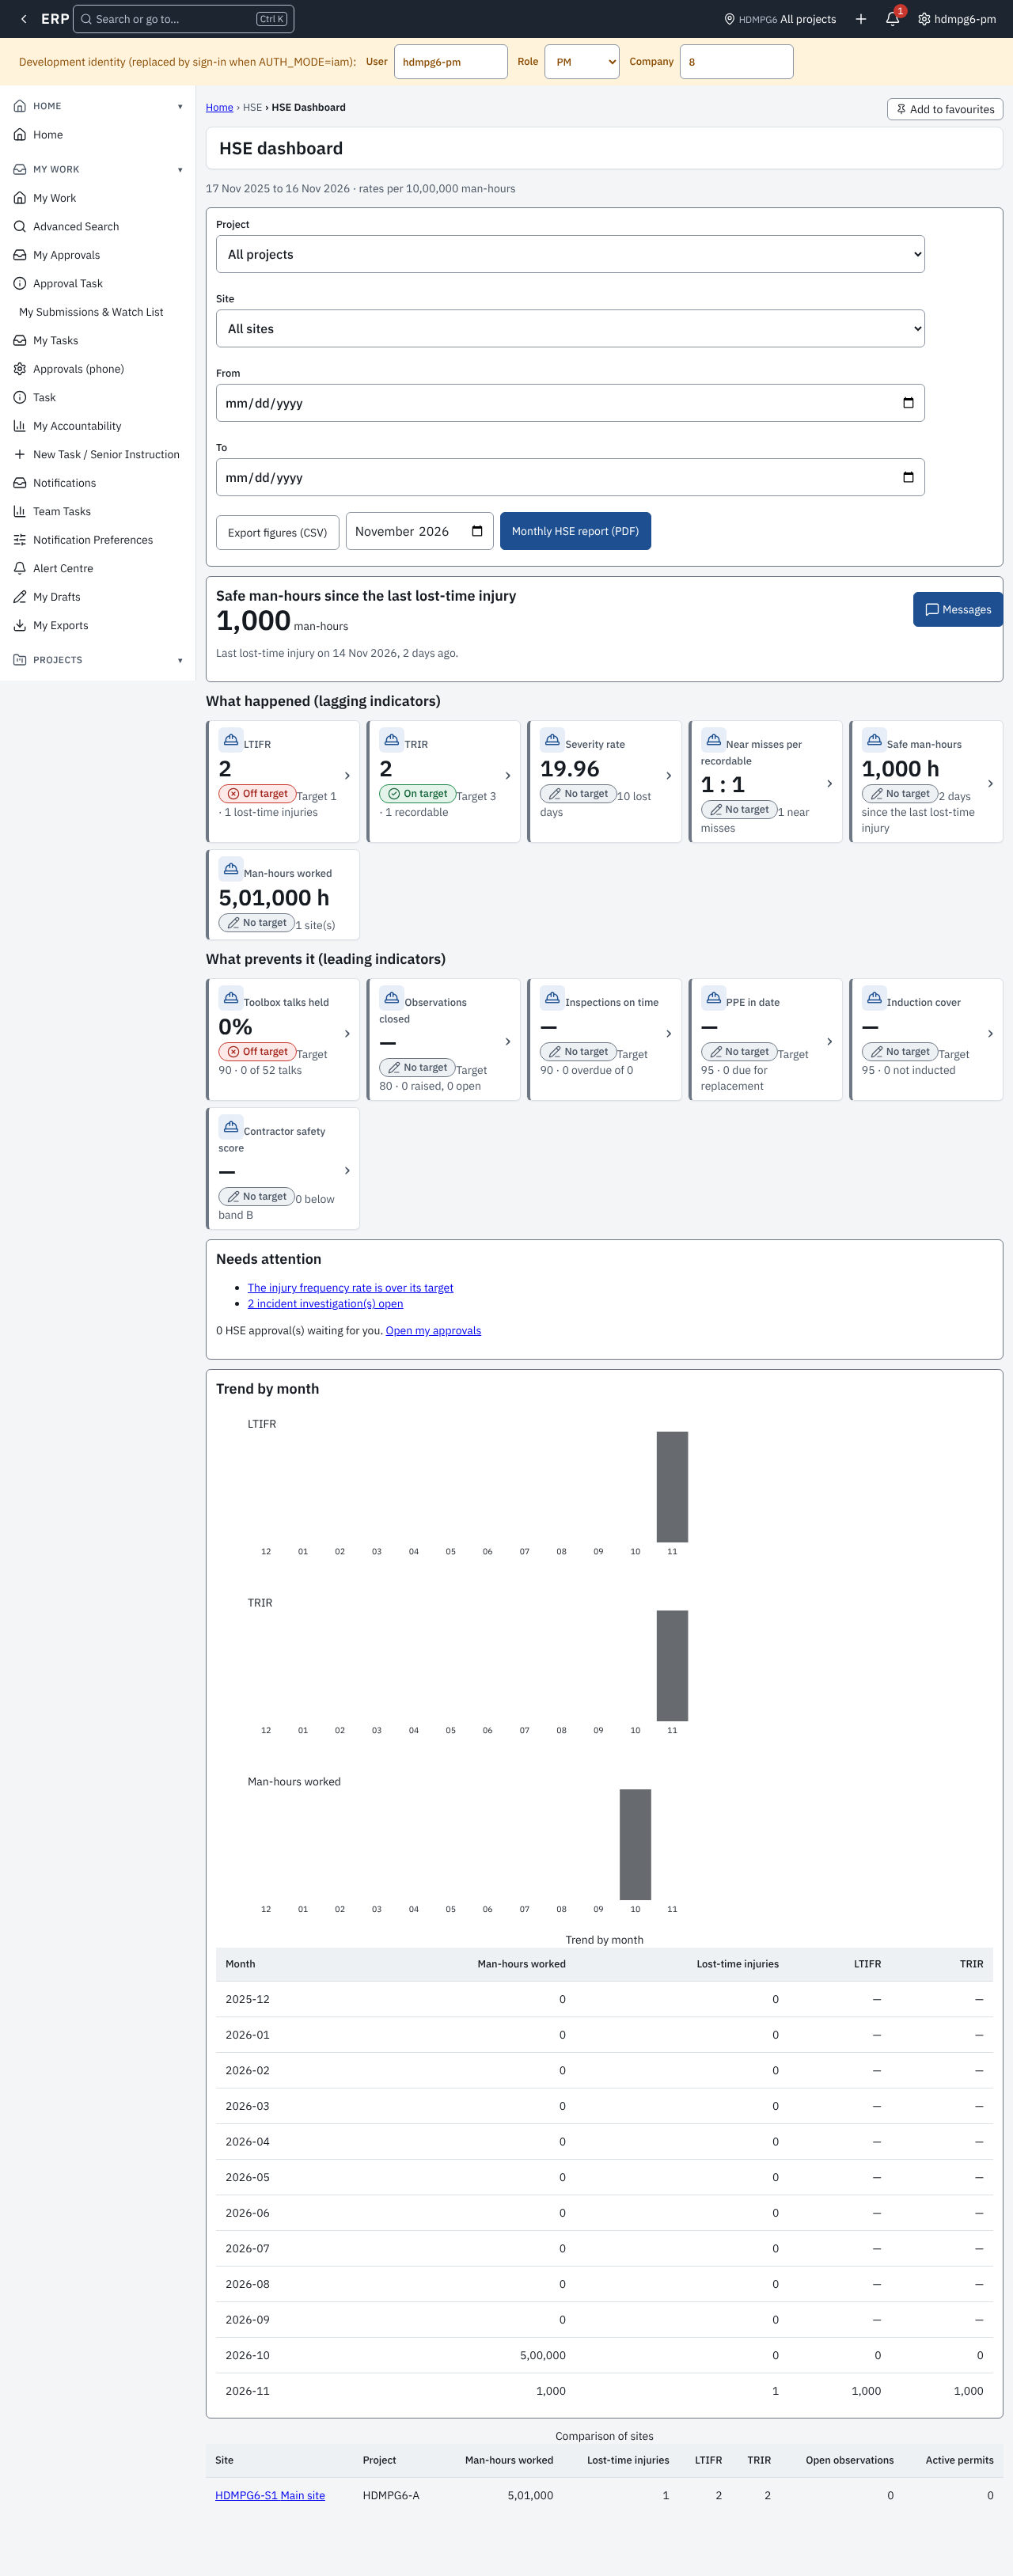 ERP
Search or go to...
Ctrl K
HDMPG6 All projects
1
hdmpg6-pm
Development identity (replaced by sign-in when AUTH_MODE=iam):
User
hdmpg6-pm
Role
PM
Company
8
HOME
Home
MY WORK
My Work
Advanced Search
My Approvals
Approval Task
My Submissions & Watch List
My Tasks
Approvals (phone)
Task
My Accountability
New Task / Senior Instruction
Notifications
Team Tasks
Notification Preferences
Alert Centre
My Drafts
My Exports
PROJECTS
Home › HSE › HSE Dashboard
Add to favourites
HSE dashboard
17 Nov 2025 to 16 Nov 2026 · rates per 10,00,000 man-hours
Project
All projects
Site
All sites
From
mm/dd/yyyy
To
mm/dd/yyyy
Export figures (CSV)
November 2026
Monthly HSE report (PDF)
Safe man-hours since the last lost-time injury
1,000 man-hours
Last lost-time injury on 14 Nov 2026, 2 days ago.
Messages
What happened (lagging indicators)
LTIFR
2
Off target Target 1
· 1 lost-time injuries
TRIR
2
On target Target 3
· 1 recordable
Severity rate
19.96
No target 10 lost
days
Near misses per
recordable
1 : 1
No target 1 near
misses
Safe man-hours
1,000 h
No target 2 days
since the last lost-time
injury
Man-hours worked
5,01,000 h
No target 1 site(s)
What prevents it (leading indicators)
Toolbox talks held
0%
Off target Target
90 · 0 of 52 talks
Observations
closed
—
No target Target
80 · 0 raised, 0 open
Inspections on time
—
No target Target
90 · 0 overdue of 0
PPE in date
—
No target Target
95 · 0 due for
replacement
Induction cover
—
No target Target
95 · 0 not inducted
Contractor safety
score
—
No target 0 below
band B
Needs attention
The injury frequency rate is over its target
2 incident investigation(s) open
0 HSE approval(s) waiting for you. Open my approvals
Trend by month
LTIFR
12 01 02 03 04 05 06 07 08 09 10 11
TRIR
12 01 02 03 04 05 06 07 08 09 10 11
Man-hours worked
12 01 02 03 04 05 06 07 08 09 10 11
Trend by month
Month Man-hours worked Lost-time injuries LTIFR TRIR
2025-12 0 0 — —
2026-01 0 0 — —
2026-02 0 0 — —
2026-03 0 0 — —
2026-04 0 0 — —
2026-05 0 0 — —
2026-06 0 0 — —
2026-07 0 0 — —
2026-08 0 0 — —
2026-09 0 0 — —
2026-10 5,00,000 0 0 0
2026-11 1,000 1 1,000 1,000
Comparison of sites
Site Project Man-hours worked Lost-time injuries LTIFR TRIR Open observations Active permits
HDMPG6-S1 Main site HDMPG6-A 5,01,000 1 2 2 0 0